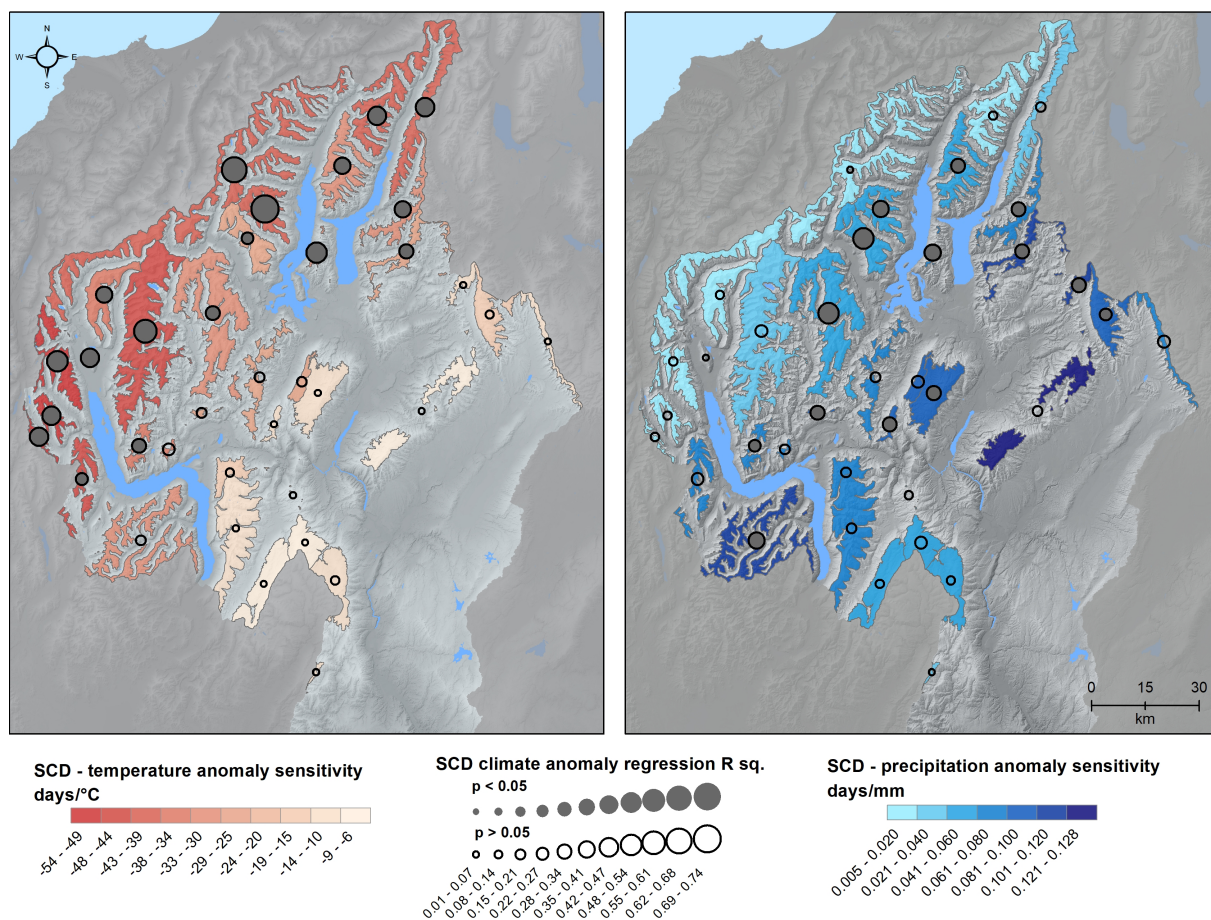 N
W E
S
0 15 30
km
SCD - temperature anomaly sensitivity
days/°C
-54 - -49
-48 - -44
-43 - -39
-38 - -34
-33 - -30
-29 - -25
-24 - -20
-19 - -15
-14 - -10
-9 - -6
SCD climate anomaly regression R sq.
p < 0.05
p > 0.05
0.01 - 0.07
0.08 - 0.14
0.15 - 0.21
0.22 - 0.27
0.28 - 0.34
0.35 - 0.41
0.42 - 0.47
0.48 - 0.54
0.55 - 0.61
0.62 - 0.68
0.69 - 0.74
SCD - precipitation anomaly sensitivity
days/mm
0.005 - 0.020
0.021 - 0.040
0.041 - 0.060
0.061 - 0.080
0.081 - 0.100
0.101 - 0.120
0.121 - 0.128